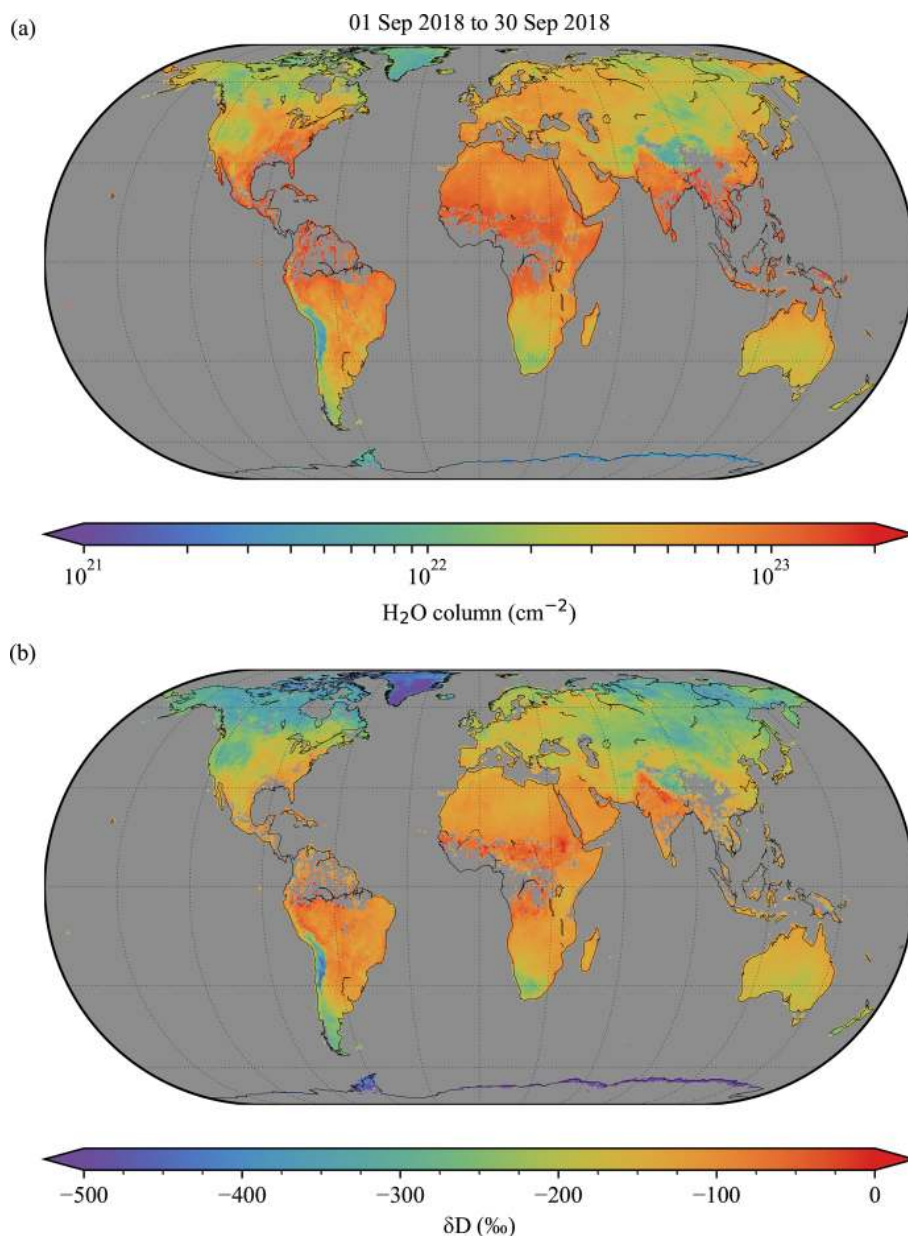 (a)
01 Sep 2018 to 30 Sep 2018
10²¹ 10²² 10²³
H₂O column (cm⁻²)
(b)
−500 −400 −300 −200 −100 0
δD (‰)